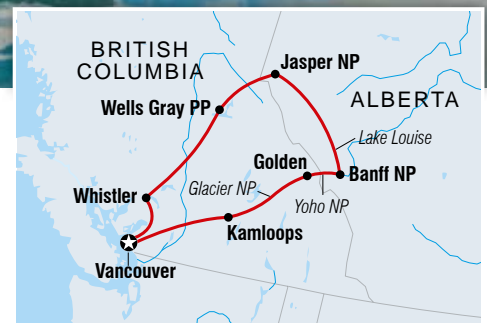 BRITISH
COLUMBIA
Jasper NP
Wells Gray PP
ALBERTA
Lake Louise
Golden
Banff NP
Glacier NP
Yoho NP
Whistler
Kamloops
Vancouver